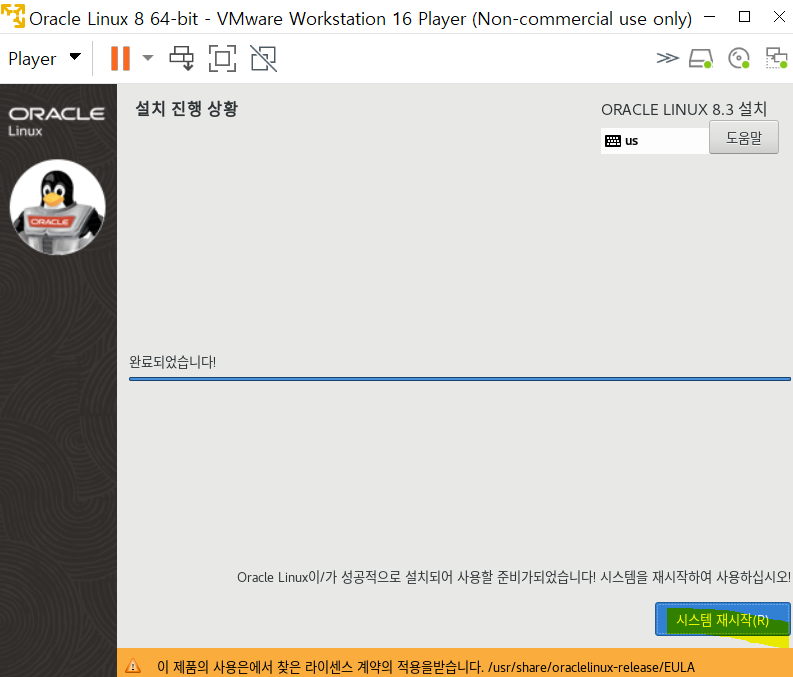 Oracle Linux 8 64-bit - VMware Workstation 16 Player (Non-commercial use only)
Player
ORACLE
Linux
설치 진행 상황
ORACLE LINUX 8.3 설치
us
도움말
ORACLE
완료되었습니다!
Oracle Linux이/가 성공적으로 설치되어 사용할 준비가되었습니다! 시스템을 재시작하여 사용하십시오!
시스템 재시작(R)
이 제품의 사용은에서 찾은 라이센스 계약의 적용을받습니다. /usr/share/oraclelinux-release/EULA